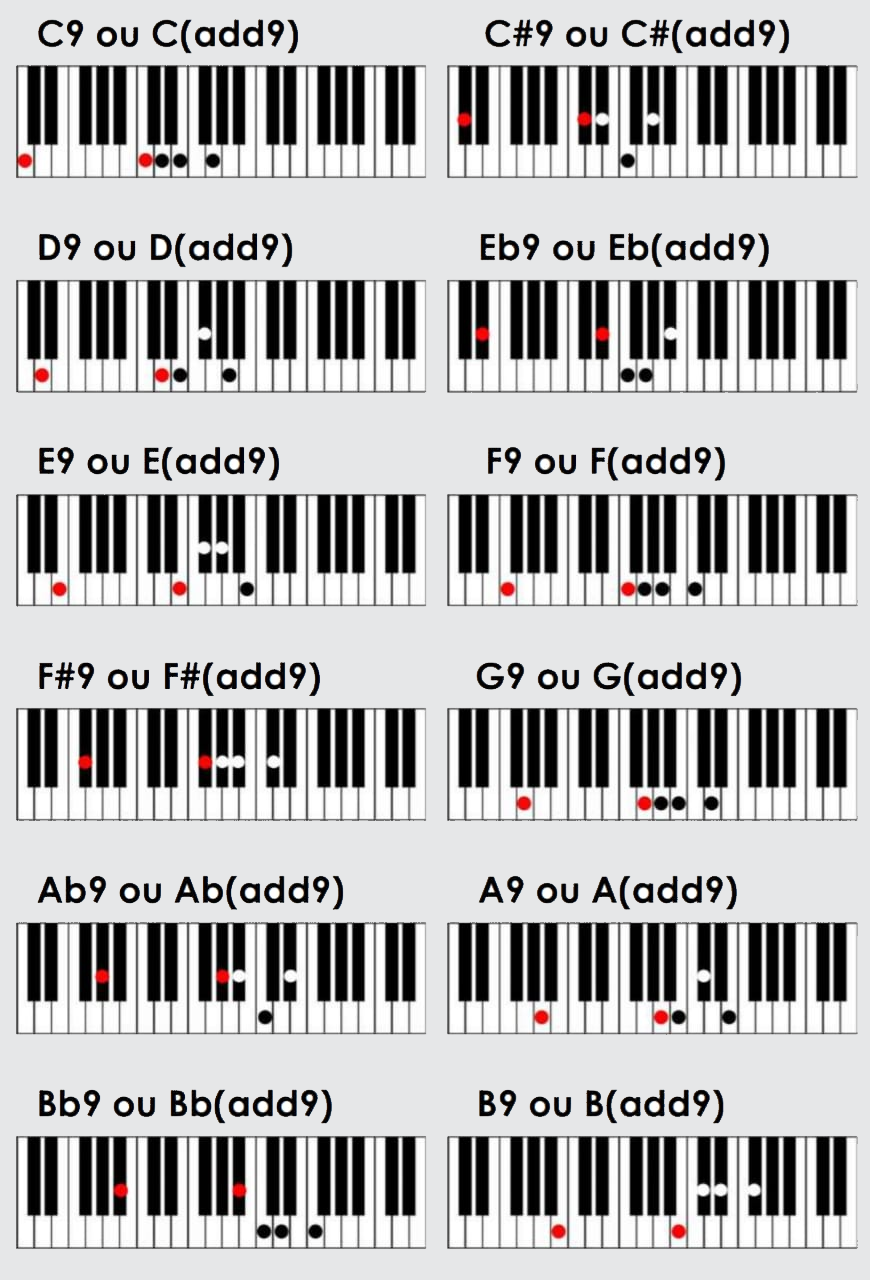 C9 ou C(add9)
C#9 ou C#(add9)
D9 ou D(add9)
Eb9 ou Eb(add9)
E9 ou E(add9)
F9 ou F(add9)
F#9 ou F#(add9)
G9 ou G(add9)
Ab9 ou Ab(add9)
A9 ou A(add9)
Bb9 ou Bb(add9)
B9 ou B(add9)